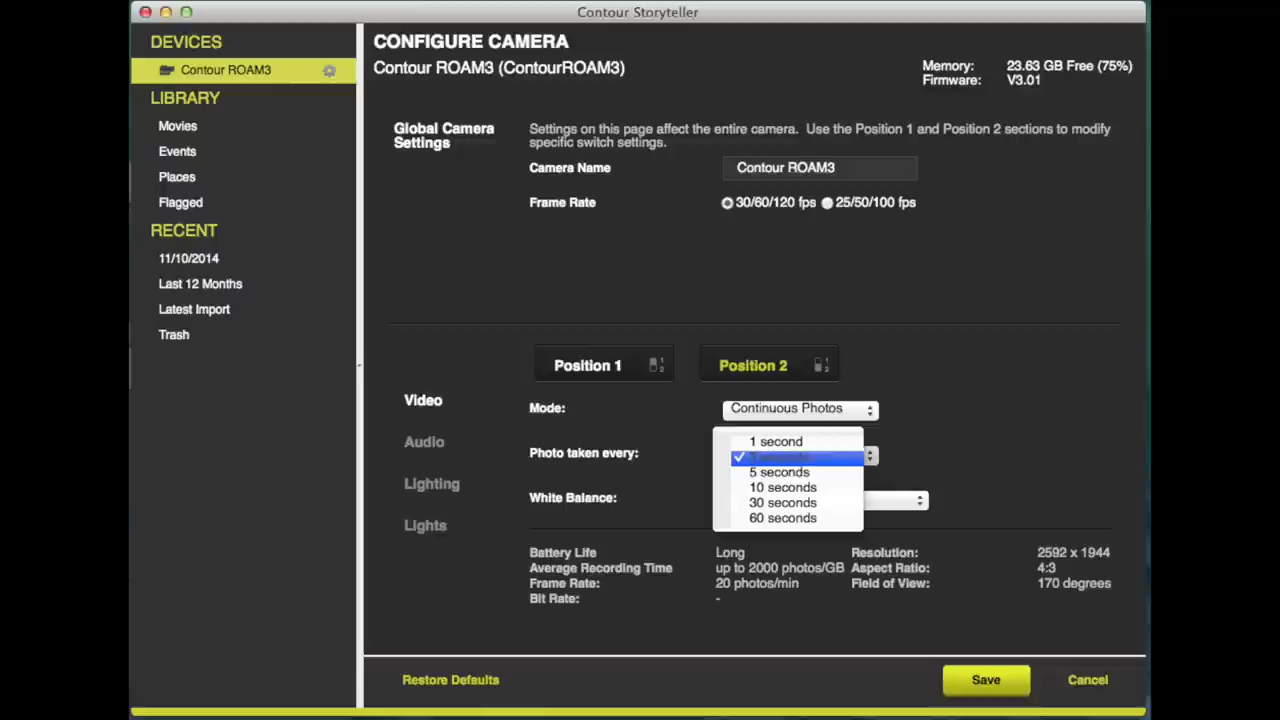 Contour Storyteller
DEVICES
Contour ROAM3
LIBRARY
Movies
Events
Places
Flagged
RECENT
11/10/2014
Last 12 Months
Latest Import
Trash
CONFIGURE CAMERA
Contour ROAM3 (ContourROAM3)
Memory: 23.63 GB Free (75%)
Firmware: V3.01
Global Camera Settings
Settings on this page affect the entire camera. Use the Position 1 and Position 2 sections to modify
specific switch settings.
Camera Name Contour ROAM3
Frame Rate 30/60/120 fps 25/50/100 fps
Position 1 1 2
Position 2 1 2
Video
Audio
Lighting
Lights
Mode: Continuous Photos
Photo taken every:
1 second
5 seconds
10 seconds
30 seconds
60 seconds
White Balance:
Battery Life Long Resolution: 2592 x 1944
Average Recording Time up to 2000 photos/GB Aspect Ratio: 4:3
Frame Rate: 20 photos/min Field of View: 170 degrees
Bit Rate: -
Restore Defaults
Save
Cancel